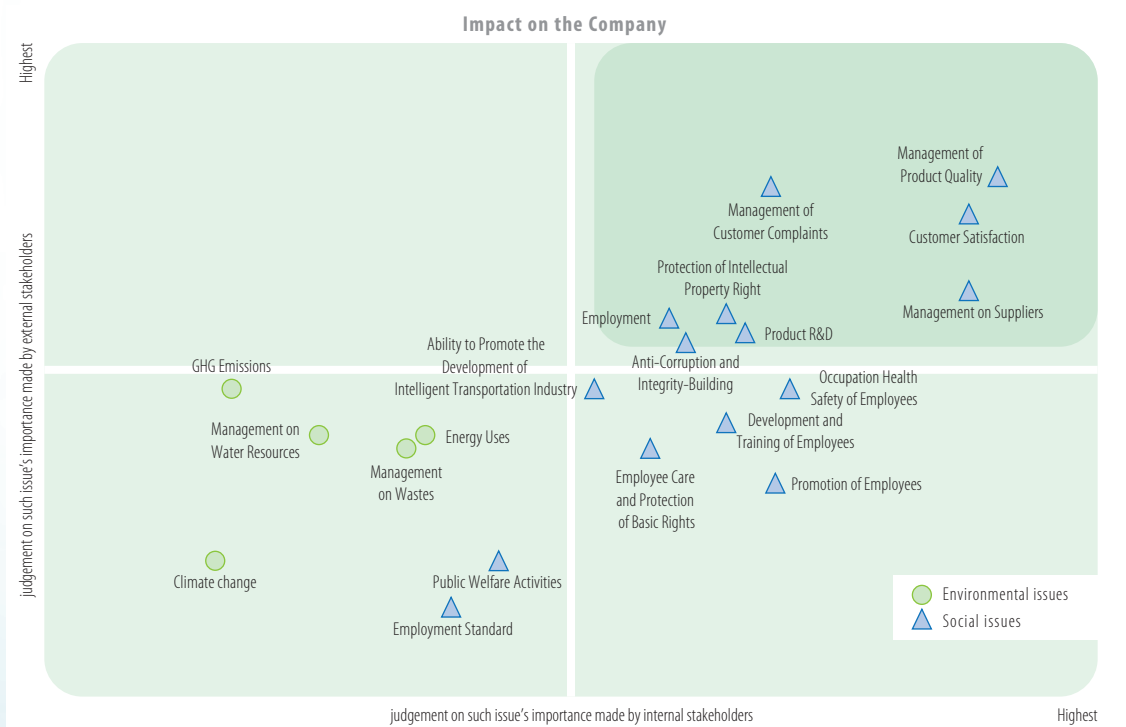 Impact on the Company
Highest
judgement on such issue's importance made by external stakeholders
Management of
Product Quality
Management of
Customer Complaints
Customer Satisfaction
Protection of Intellectual
Property Right
Management on Suppliers
Employment
Product R&D
Anti-Corruption and
Integrity-Building
Ability to Promote the
Development of
Intelligent Transportation Industry
GHG Emissions
Occupation Health
Safety of Employees
Management on
Water Resources
Energy Uses
Development and
Training of Employees
Management
on Wastes
Employee Care
and Protection
of Basic Rights
Promotion of Employees
Climate change
Public Welfare Activities
Employment Standard
Environmental issues
Social issues
judgement on such issue's importance made by internal stakeholders
Highest